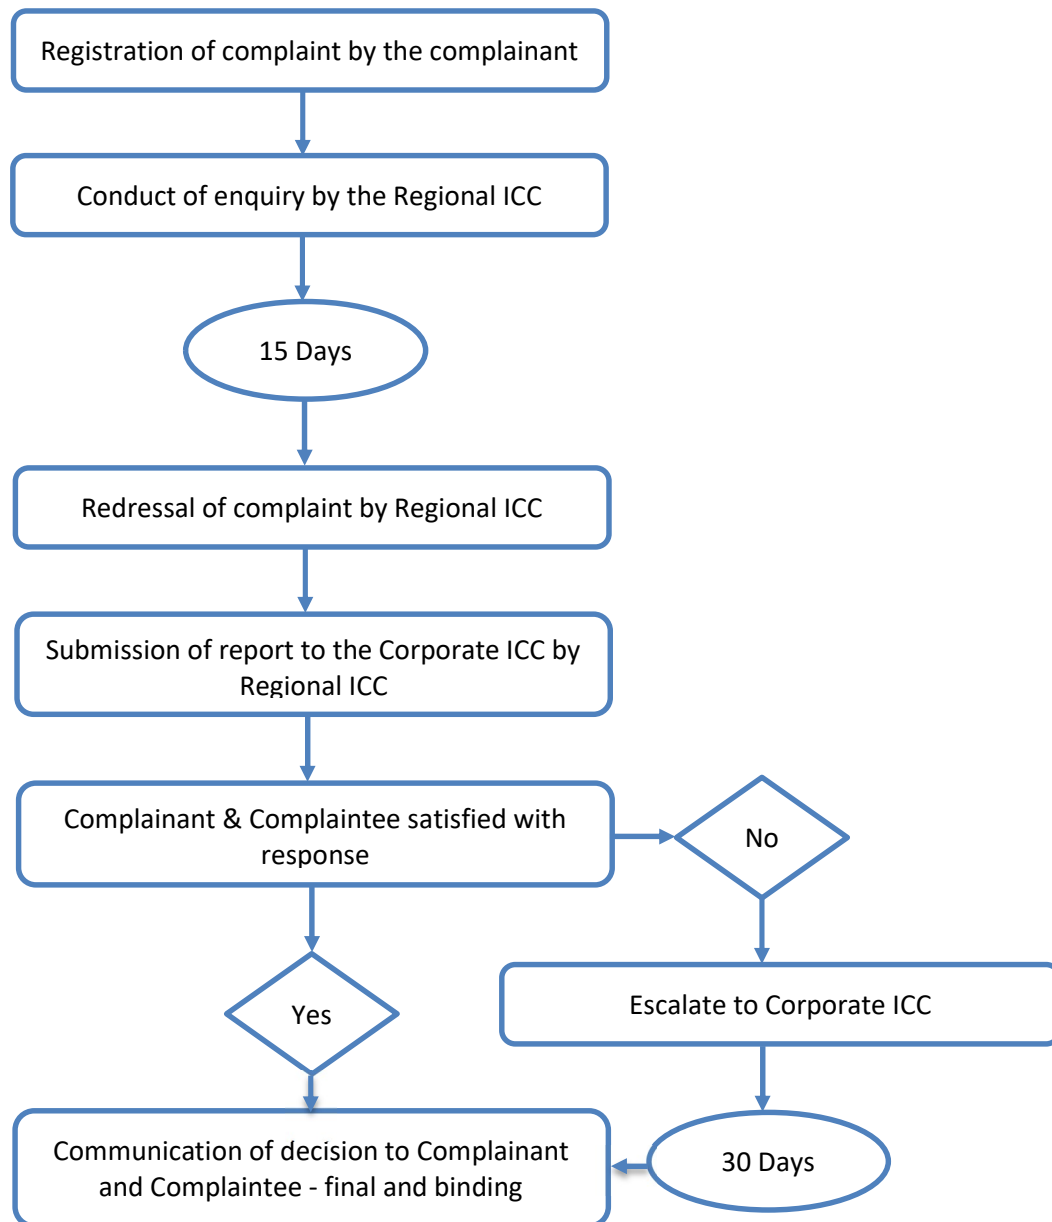 Registration of complaint by the complainant
Conduct of enquiry by the Regional ICC
15 Days
Redressal of complaint by Regional ICC
Submission of report to the Corporate ICC by
Regional ICC
Complainant & Complaintee satisfied with
response
No
Yes
Escalate to Corporate ICC
Communication of decision to Complainant
and Complaintee - final and binding
30 Days